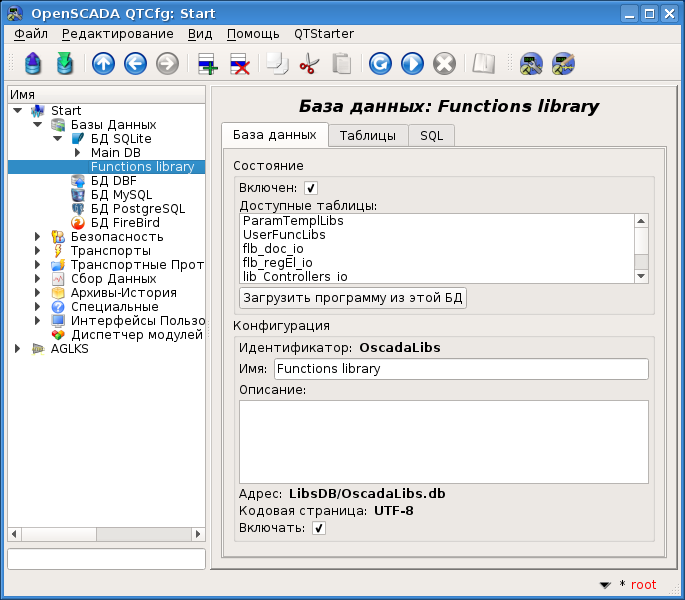 OpenSCADA QTCfg: Start
Файл Редактирование Вид Помощь QTStarter
Имя
Start
Базы Данных
БД SQLite
Main DB
Functions library
БД DBF
БД MySQL
БД PostgreSQL
БД FireBird
Безопасность
Транспорты
Транспортные Прот
Сбор Данных
Архивы-История
Специальные
Интерфейсы Пользо
Диспетчер модулей
AGLKS
База данных: Functions library
База данных Таблицы SQL
Состояние
Включен:
Доступные таблицы:
ParamTemplLibs
UserFuncLibs
flb_doc_io
flb_regEl_io
lib_Controllers_io
Загрузить программу из этой БД
Конфигурация
Идентификатор: OscadaLibs
Имя: Functions library
Описание:
Адрес: LibsDB/OscadaLibs.db
Кодовая страница: UTF-8
Включать:
* root